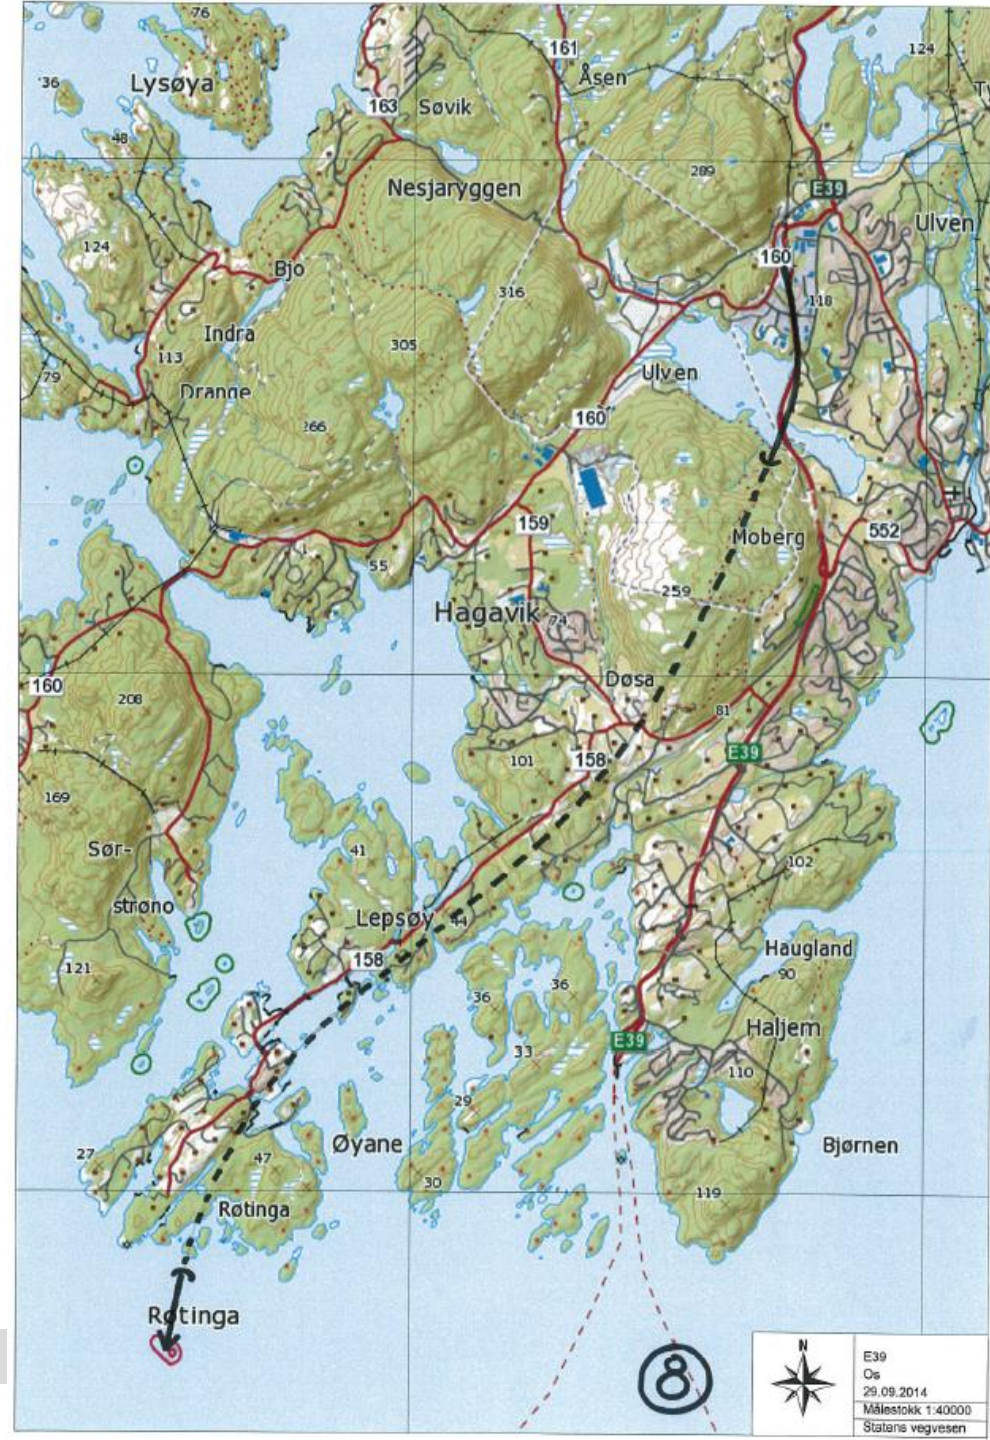 76
161
124
Åsen
Lysøya
36
163
Søvik
48
289
Nesjaryggen
E39
Ulven
124
160
Bjo
316
118
Indra
305
113
Ulven
79
Drange
160
266
159
552
Moberg
55
259
Hagavik
74
Døsa
160
208
81
E39
101
158
169
41
102
Sør-
strøno
Lepsøy
44
Haugland
158
121
90
36
36
Haljem
E39
33
110
29
27
Øyane
Bjørnen
47
30
119
Røtinga
Røtinga
8
N
E39
Os
29.09.2014
Målestokk 1:40000
Statens vegvesen